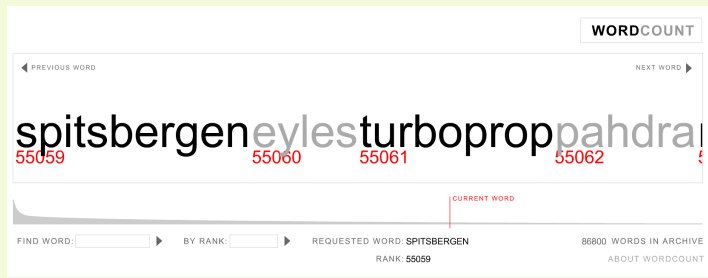 WORDCOUNT
PREVIOUS WORD NEXT WORD
spitsbergen eyles turboprop pahdra
55059 55060 55061 55062
CURRENT WORD
FIND WORD: BY RANK: REQUESTED WORD: SPITSBERGEN 86800 WORDS IN ARCHIVE
RANK: 55059 ABOUT WORDCOUNT